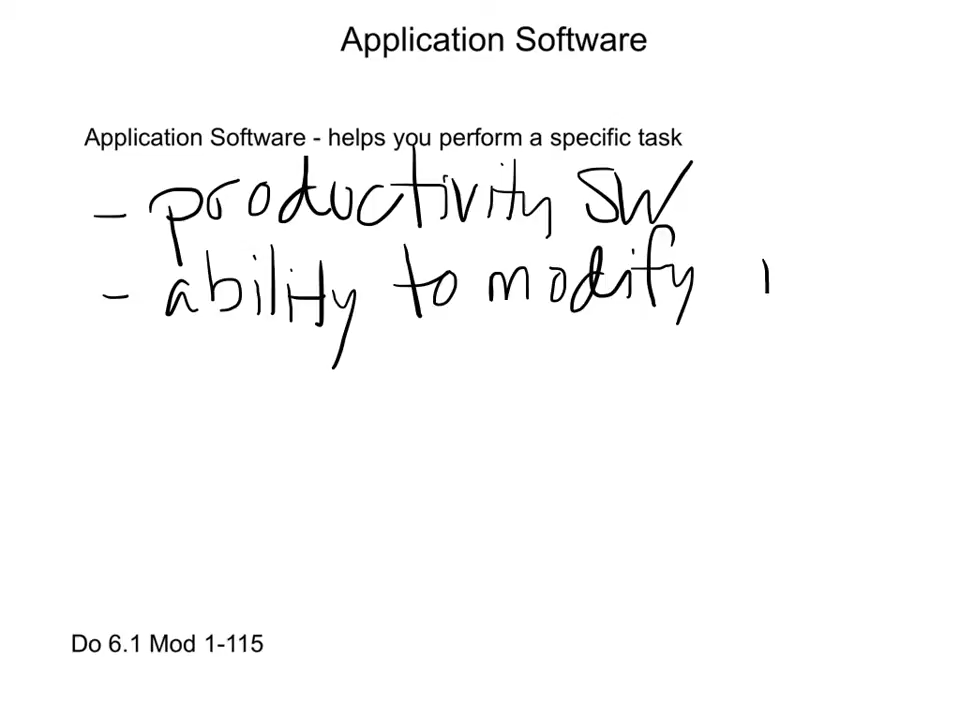 Application Software
Application Software - helps you perform a specific task
- productivity SW
- ability to modify
Do 6.1 Mod 1-115